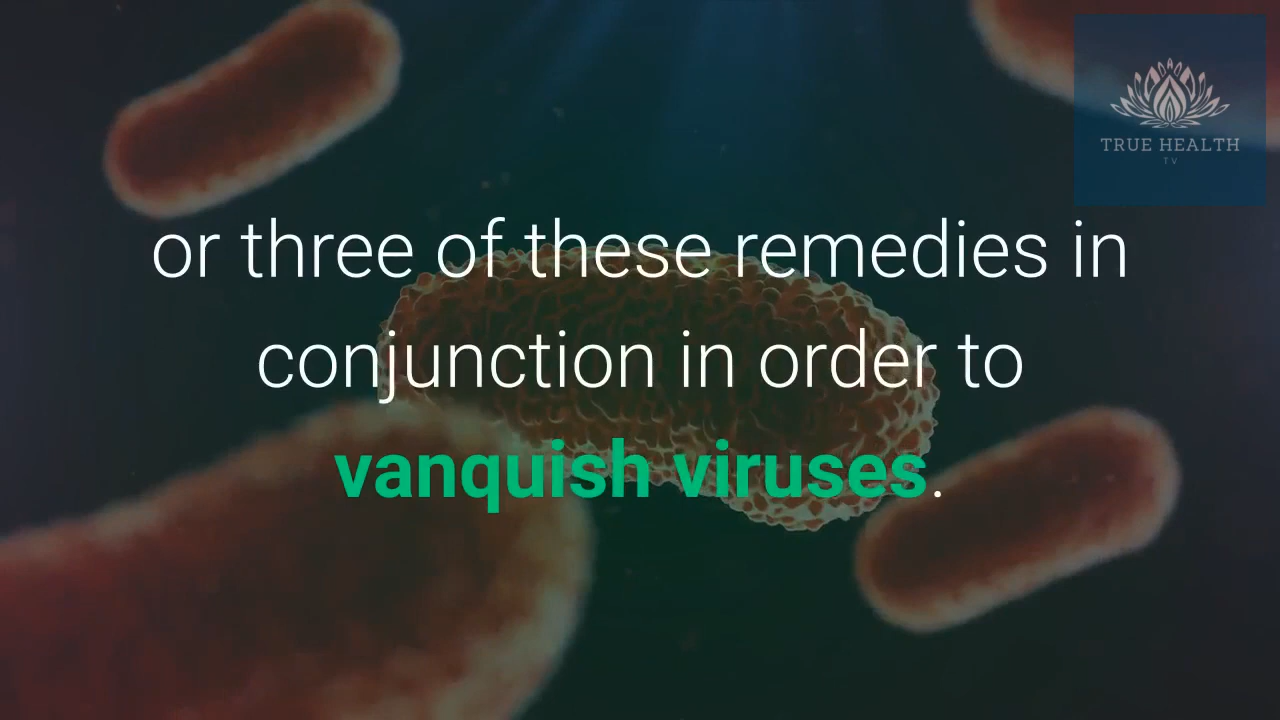 TRUE HEALTH
TV
or three of these remedies in
conjunction in order to
vanquish viruses.